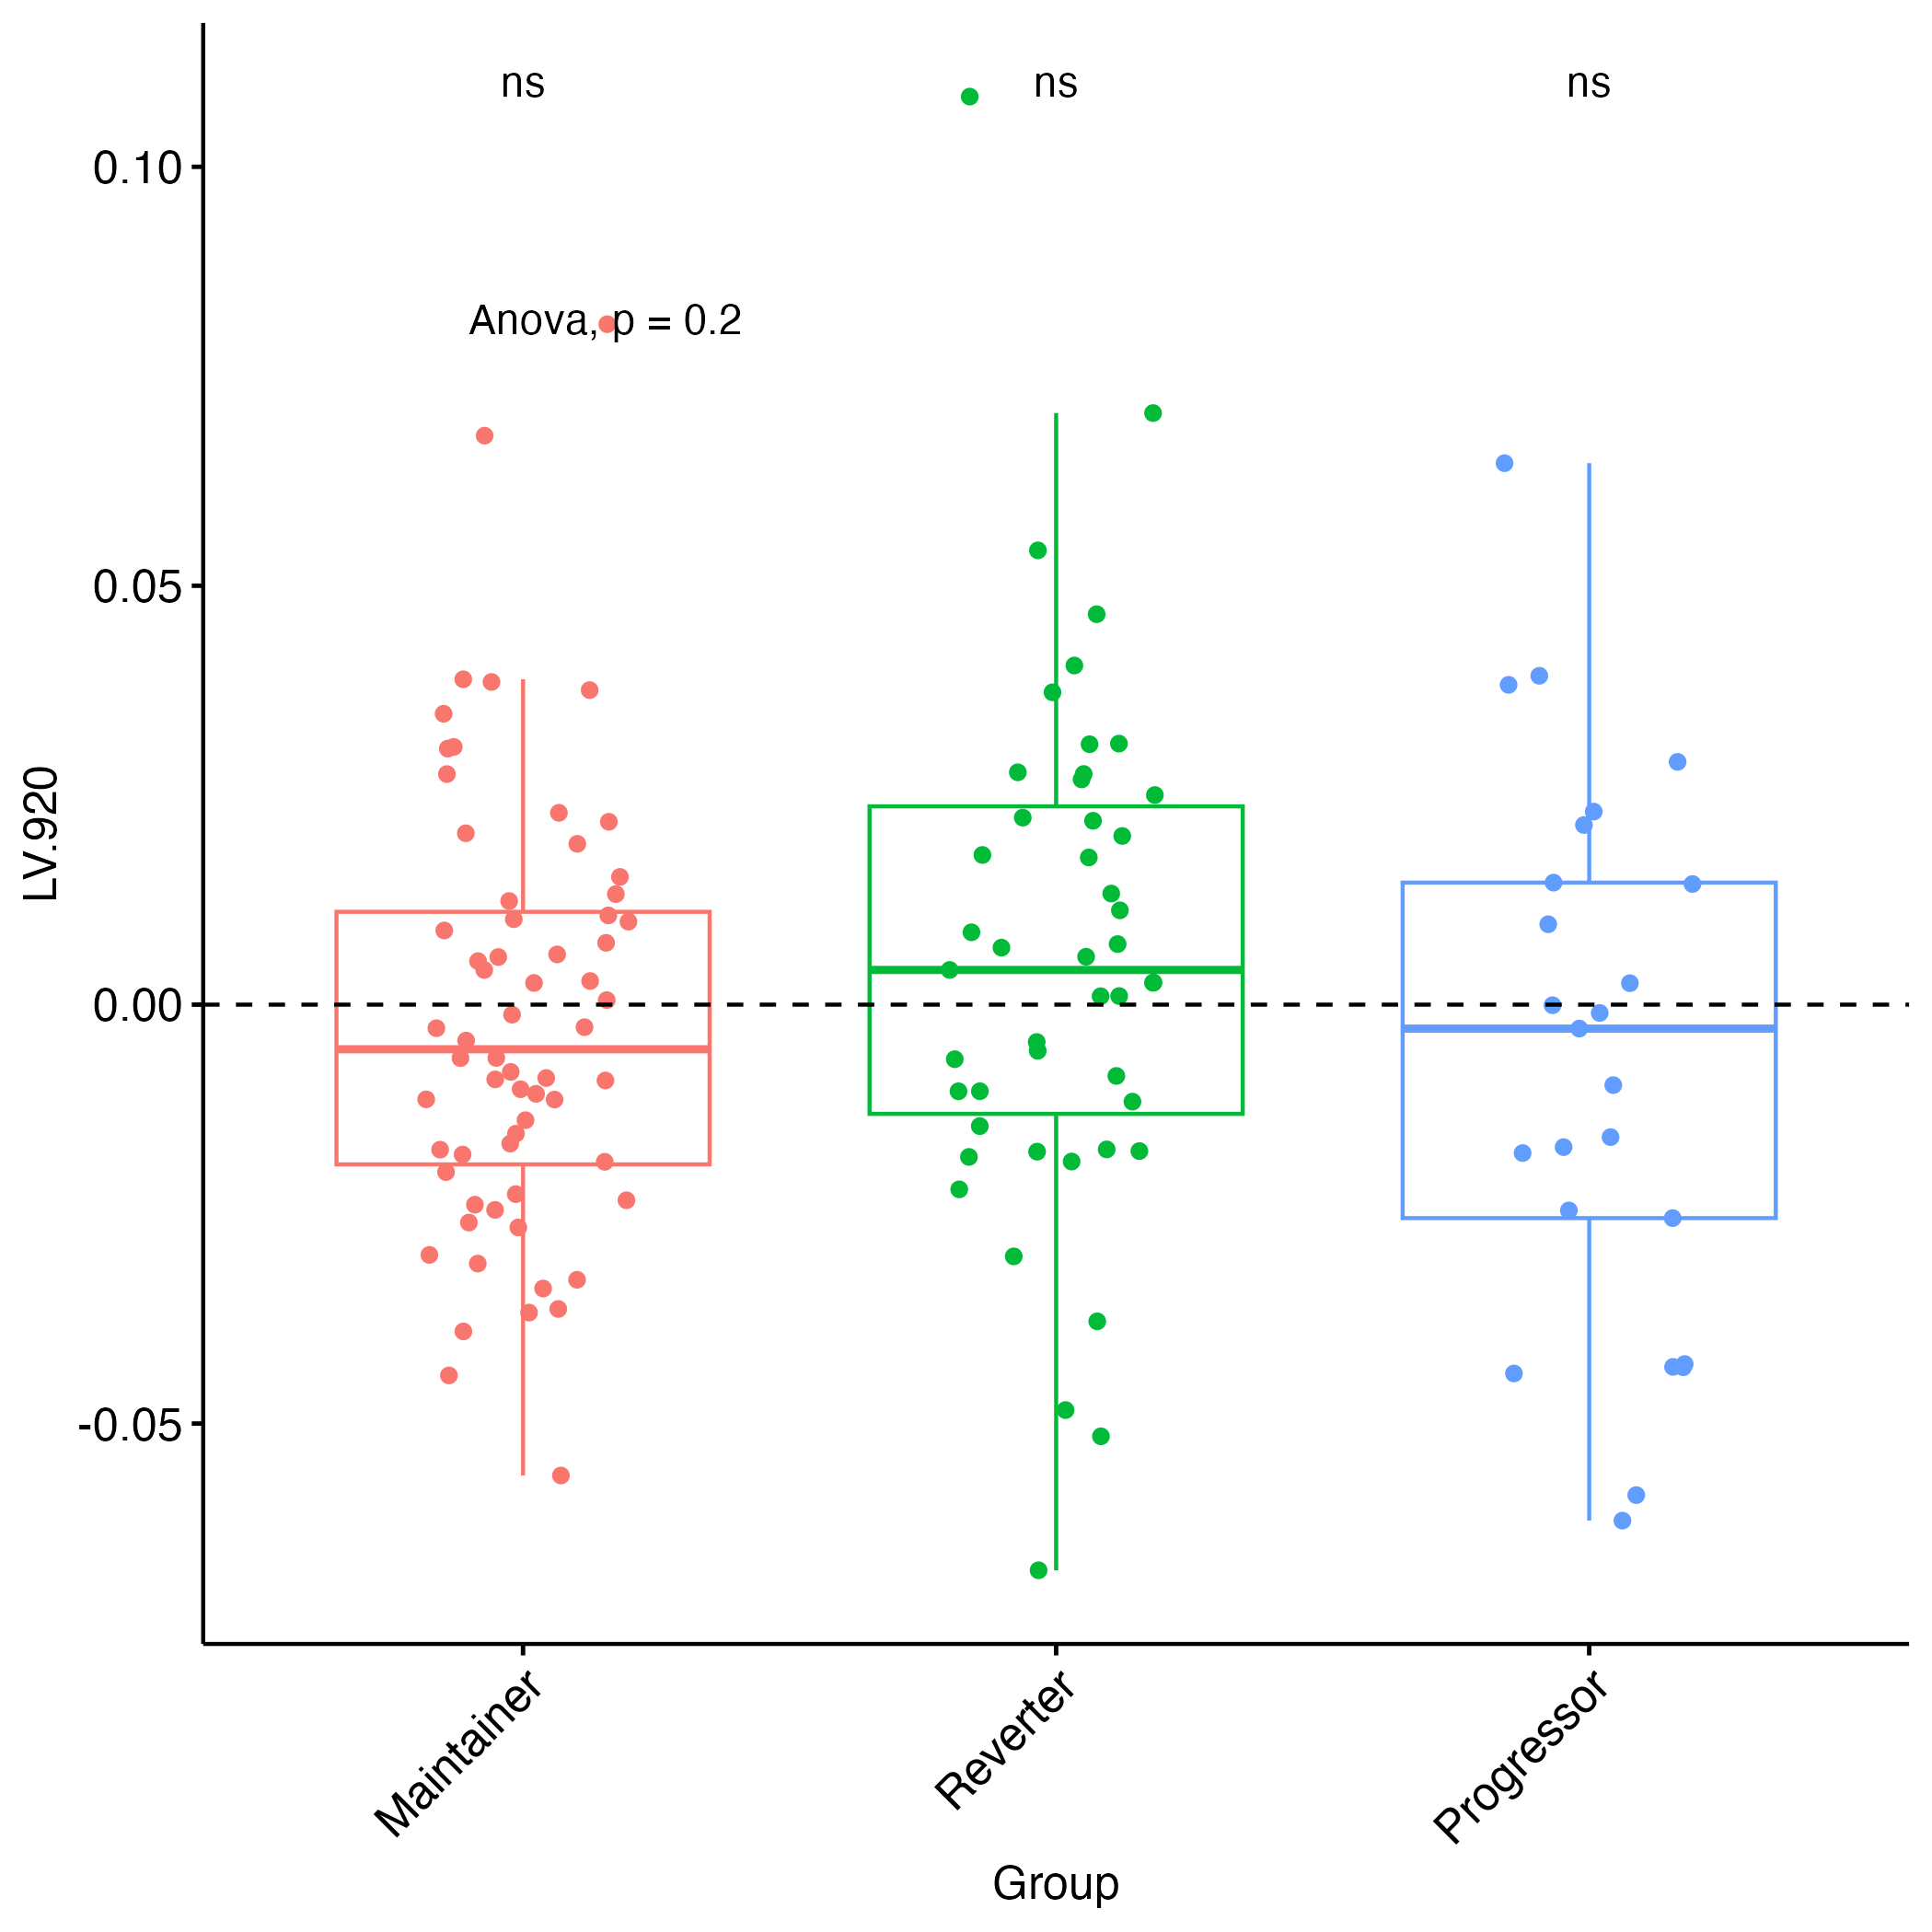 ns ns ns
0.10
Anova, p = 0.2
0.05
LV.920
0.00
-0.05
Maintainer Reverter Progressor
Group